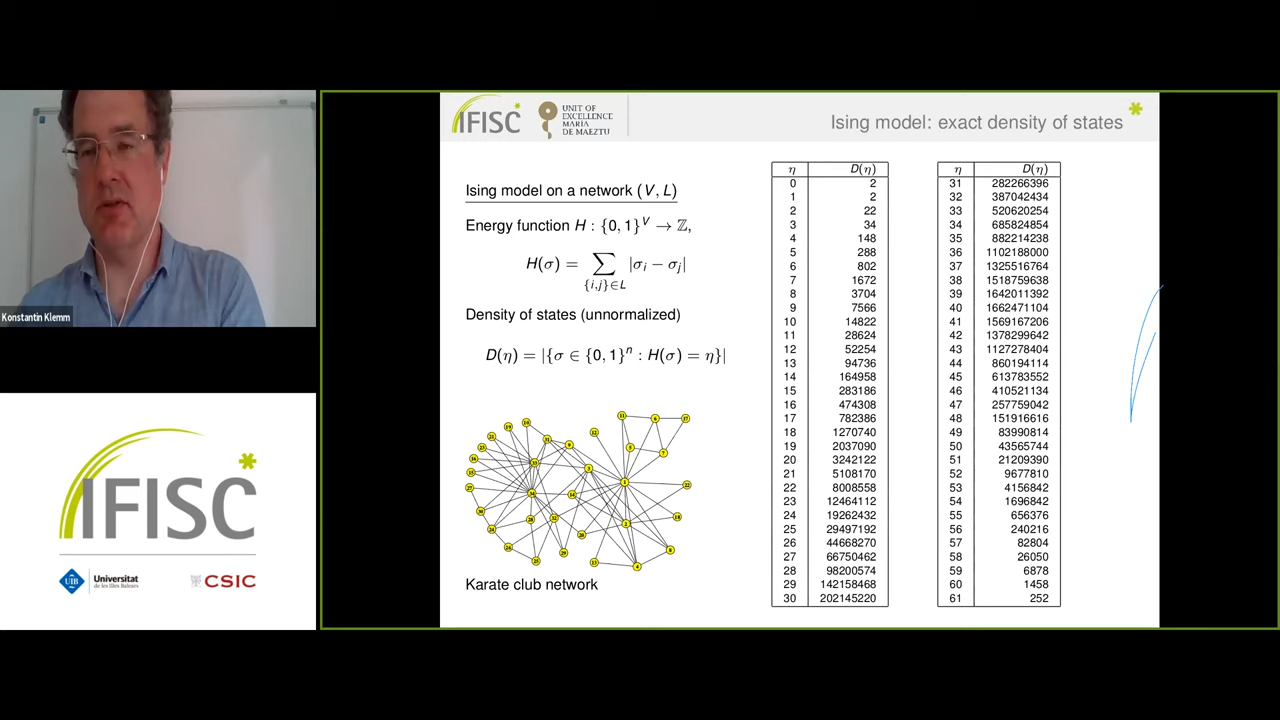 Konstantin Klemm
IFISC
UIB
Universitat
de les Illes Balears
CSIC
IFISC
UNIT OF
EXCELLENCE
MARÍA
DE MAEZTU
Ising model: exact density of states
Ising model on a network (V, L)
Energy function H : {0, 1}^V → ℤ,
H(σ) = ∑ |σi − σj|
{i,j}∈L
Density of states (unnormalized)
D(η) = |{σ ∈ {0, 1}^n : H(σ) = η}|
Karate club network
η D(η)
0 2
1 2
2 22
3 34
4 148
5 288
6 802
7 1672
8 3704
9 7566
10 14822
11 28624
12 52254
13 94736
14 164958
15 283186
16 474308
17 782386
18 1270740
19 2037090
20 3242122
21 5108170
22 8008558
23 12464112
24 19262432
25 29497192
26 44668270
27 66750462
28 98200574
29 142158468
30 202145220
η D(η)
31 282266396
32 387042434
33 520620254
34 685824854
35 882214238
36 1102188000
37 1325516764
38 1518759638
39 1642011392
40 1662471104
41 1569167206
42 1378299642
43 1127278404
44 860194114
45 613783552
46 410521134
47 257759042
48 151916616
49 83990814
50 43565744
51 21209390
52 9677810
53 4156842
54 1696842
55 656376
56 240216
57 82804
58 26050
59 6878
60 1458
61 252